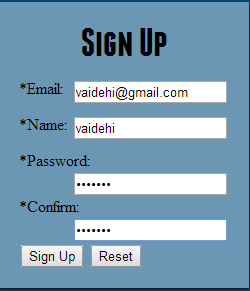 Sign Up
*Email: vaidehi@gmail.com
*Name: vaidehi
*Password:
•••••••
*Confirm:
•••••••
Sign Up Reset